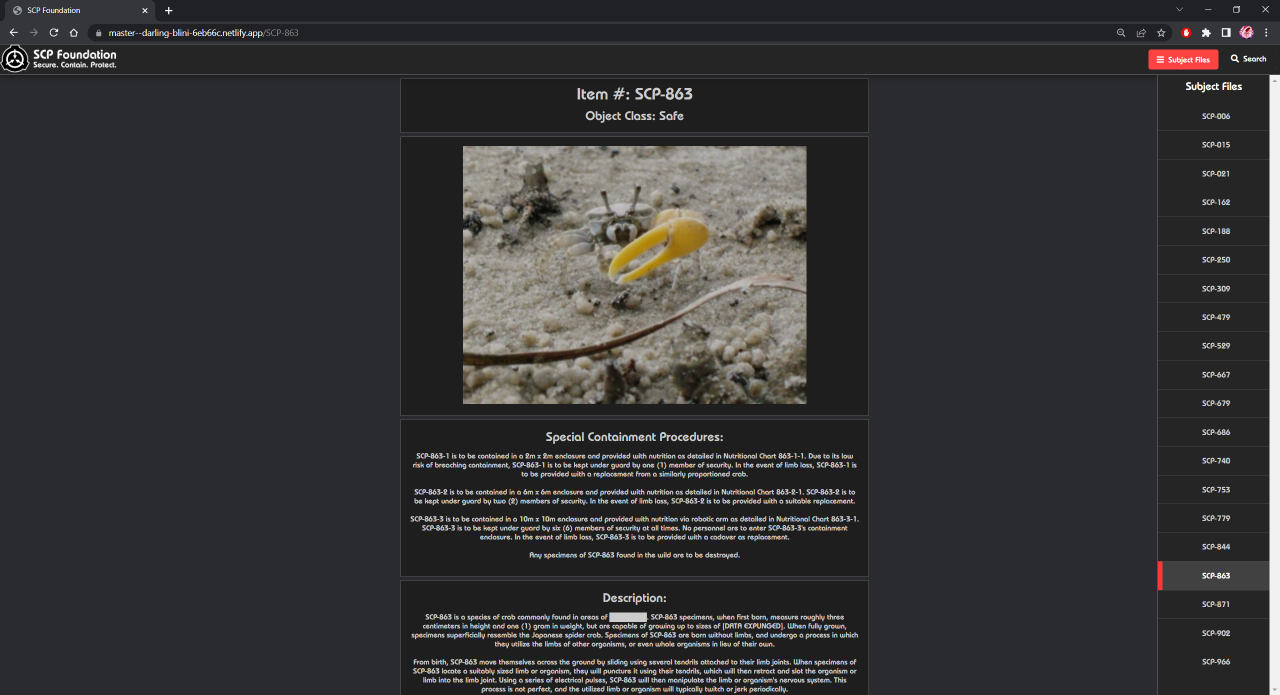 SCP Foundation
master--darling-blini-6eb66c.netlify.app/SCP-863
SCP Foundation
Secure. Contain. Protect.
Subject Files
Search
Item #: SCP-863
Object Class: Safe
Special Containment Procedures:
SCP-863-1 is to be contained in a 2m x 2m enclosure and provided with nutrition as detailed in Nutritional Chart 863-1-1. Due to its low
risk of breaching containment, SCP-863-1 is to be kept under guard by one (1) member of security. In the event of limb loss, SCP-863-1 is
to be provided with a replacement from a similarly proportioned crab.
SCP-863-2 is to be contained in a 6m x 6m enclosure and provided with nutrition as detailed in Nutritional Chart 863-2-1. SCP-863-2 is to
be kept under guard by two (2) members of security. In the event of limb loss, SCP-863-2 is to be provided with a suitable replacement.
SCP-863-3 is to be contained in a 10m x 10m enclosure and provided with nutrition via robotic arm as detailed in Nutritional Chart 863-3-1.
SCP-863-3 is to be kept under guard by six (6) members of security at all times. No personnel are to enter SCP-863-3's containment
enclosure. In the event of limb loss, SCP-863-3 is to be provided with a cadaver as replacement.
Any specimens of SCP-863 found in the wild are to be destroyed.
Description:
SCP-863 is a species of crab commonly found in areas of . SCP-863 specimens, when first born, measure roughly three
centimeters in height and one (1) gram in weight, but are capable of growing up to sizes of [DATA EXPUNGED]. When fully grown,
specimens superficially resemble the Japanese spider crab. Specimens of SCP-863 are born without limbs, and undergo a process in which
they utilize the limbs of other organisms, or even whole organisms in lieu of their own.
From birth, SCP-863 move themselves across the ground by sliding using several tendrils attached to their limb joints. When specimens of
SCP-863 locate a suitably sized limb or organism, they will puncture it using their tendrils, which will then retract and slot the organism or
limb into the limb joint. Using a series of electrical pulses, SCP-863 will then manipulate the limb or organism's nervous system. This
process is not perfect, and the utilized limb or organism will typically twitch or jerk periodically.
Subject Files
SCP-006
SCP-015
SCP-021
SCP-162
SCP-188
SCP-250
SCP-309
SCP-479
SCP-529
SCP-667
SCP-679
SCP-686
SCP-740
SCP-753
SCP-779
SCP-844
SCP-863
SCP-871
SCP-902
SCP-966